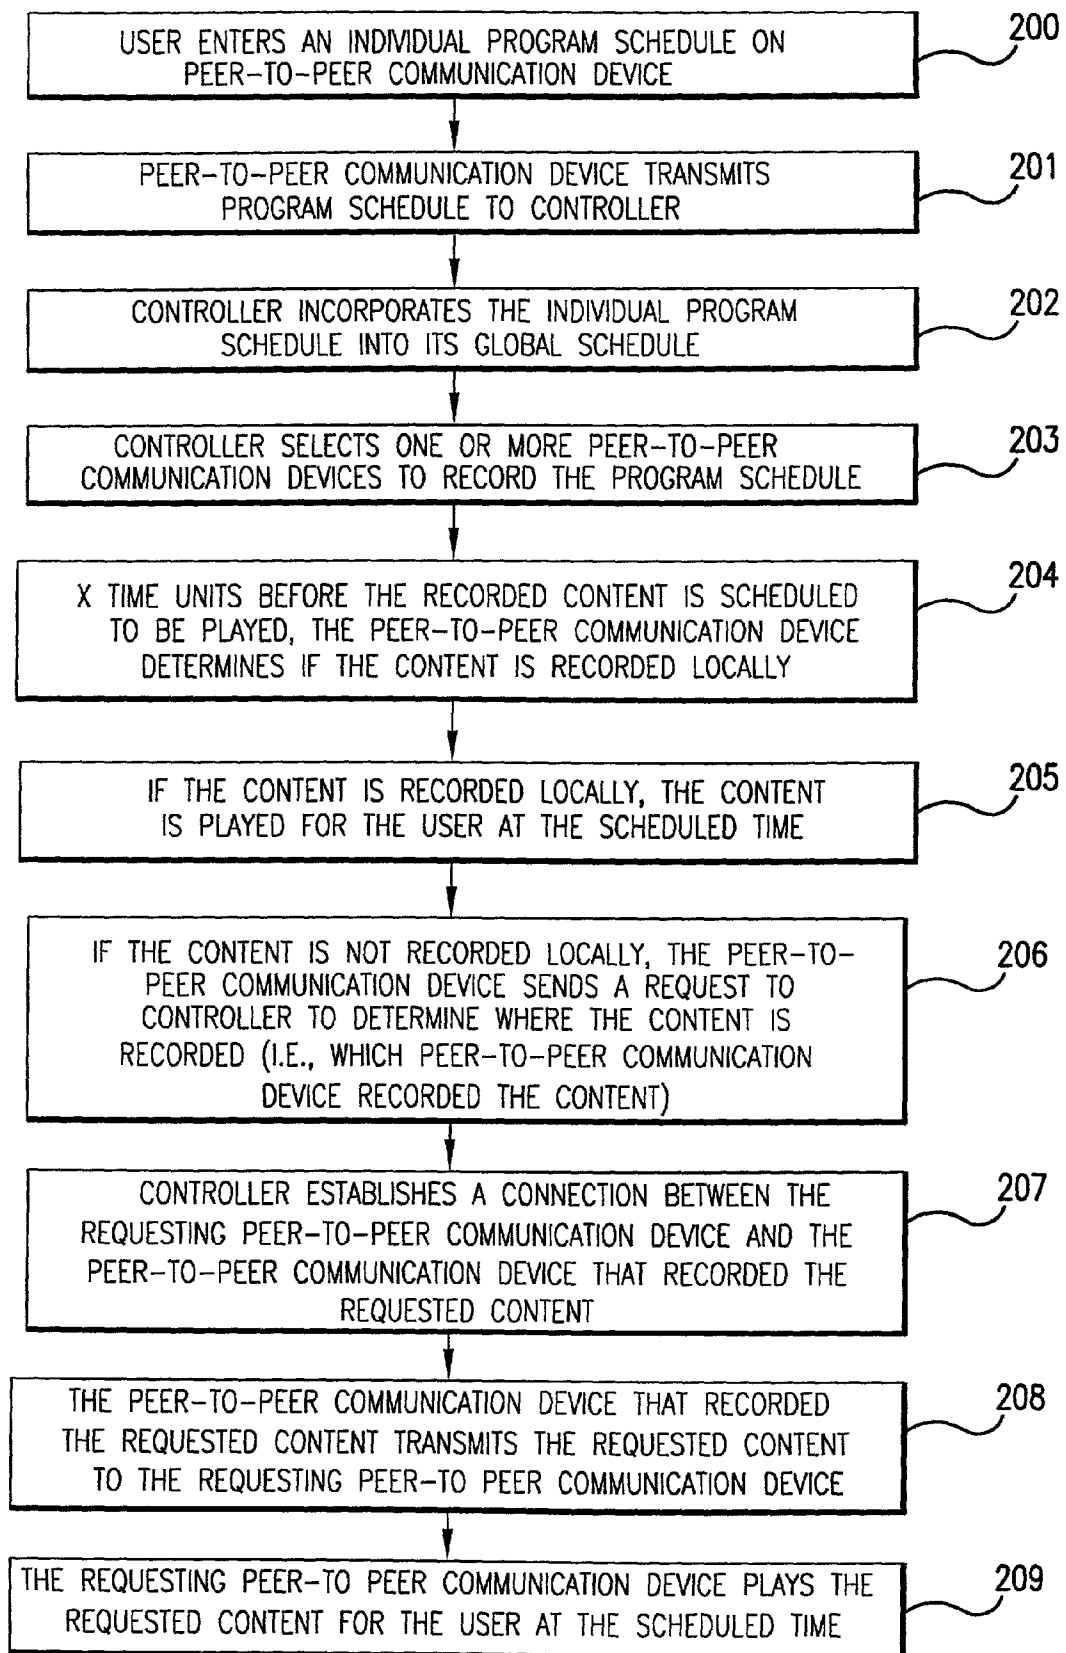 USER ENTERS AN INDIVIDUAL PROGRAM SCHEDULE ON
PEER-TO-PEER COMMUNICATION DEVICE
200
PEER-TO-PEER COMMUNICATION DEVICE TRANSMITS
PROGRAM SCHEDULE TO CONTROLLER
201
CONTROLLER INCORPORATES THE INDIVIDUAL PROGRAM
SCHEDULE INTO ITS GLOBAL SCHEDULE
202
CONTROLLER SELECTS ONE OR MORE PEER-TO-PEER
COMMUNICATION DEVICES TO RECORD THE PROGRAM SCHEDULE
203
X TIME UNITS BEFORE THE RECORDED CONTENT IS SCHEDULED
TO BE PLAYED, THE PEER-TO-PEER COMMUNICATION DEVICE
DETERMINES IF THE CONTENT IS RECORDED LOCALLY
204
IF THE CONTENT IS RECORDED LOCALLY, THE CONTENT
IS PLAYED FOR THE USER AT THE SCHEDULED TIME
205
IF THE CONTENT IS NOT RECORDED LOCALLY, THE PEER-TO-
PEER COMMUNICATION DEVICE SENDS A REQUEST TO
CONTROLLER TO DETERMINE WHERE THE CONTENT IS
RECORDED (I.E., WHICH PEER-TO-PEER COMMUNICATION
DEVICE RECORDED THE CONTENT)
206
CONTROLLER ESTABLISHES A CONNECTION BETWEEN THE
REQUESTING PEER-TO-PEER COMMUNICATION DEVICE AND THE
PEER-TO-PEER COMMUNICATION DEVICE THAT RECORDED THE
REQUESTED CONTENT
207
THE PEER-TO-PEER COMMUNICATION DEVICE THAT RECORDED
THE REQUESTED CONTENT TRANSMITS THE REQUESTED CONTENT
TO THE REQUESTING PEER-TO PEER COMMUNICATION DEVICE
208
THE REQUESTING PEER-TO PEER COMMUNICATION DEVICE PLAYS THE
REQUESTED CONTENT FOR THE USER AT THE SCHEDULED TIME
209